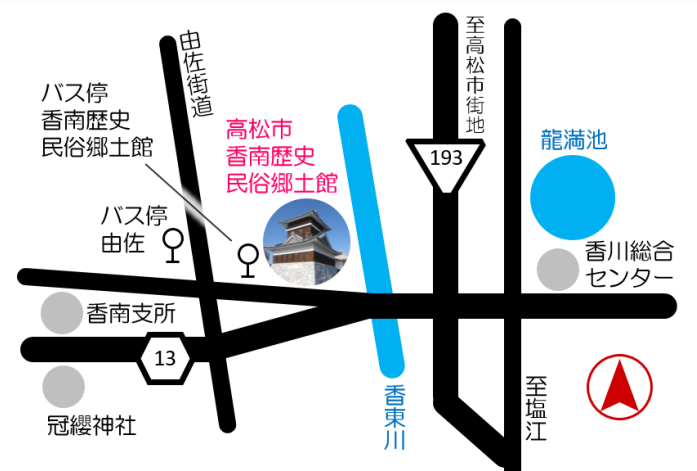 由佐街道
至高松市街地
バス停
香南歴史
民俗郷土館
高松市
香南歴史
民俗郷土館
193
龍満池
バス停
由佐
香川総合
センター
香南支所
13
冠纓神社
香東川
至塩江